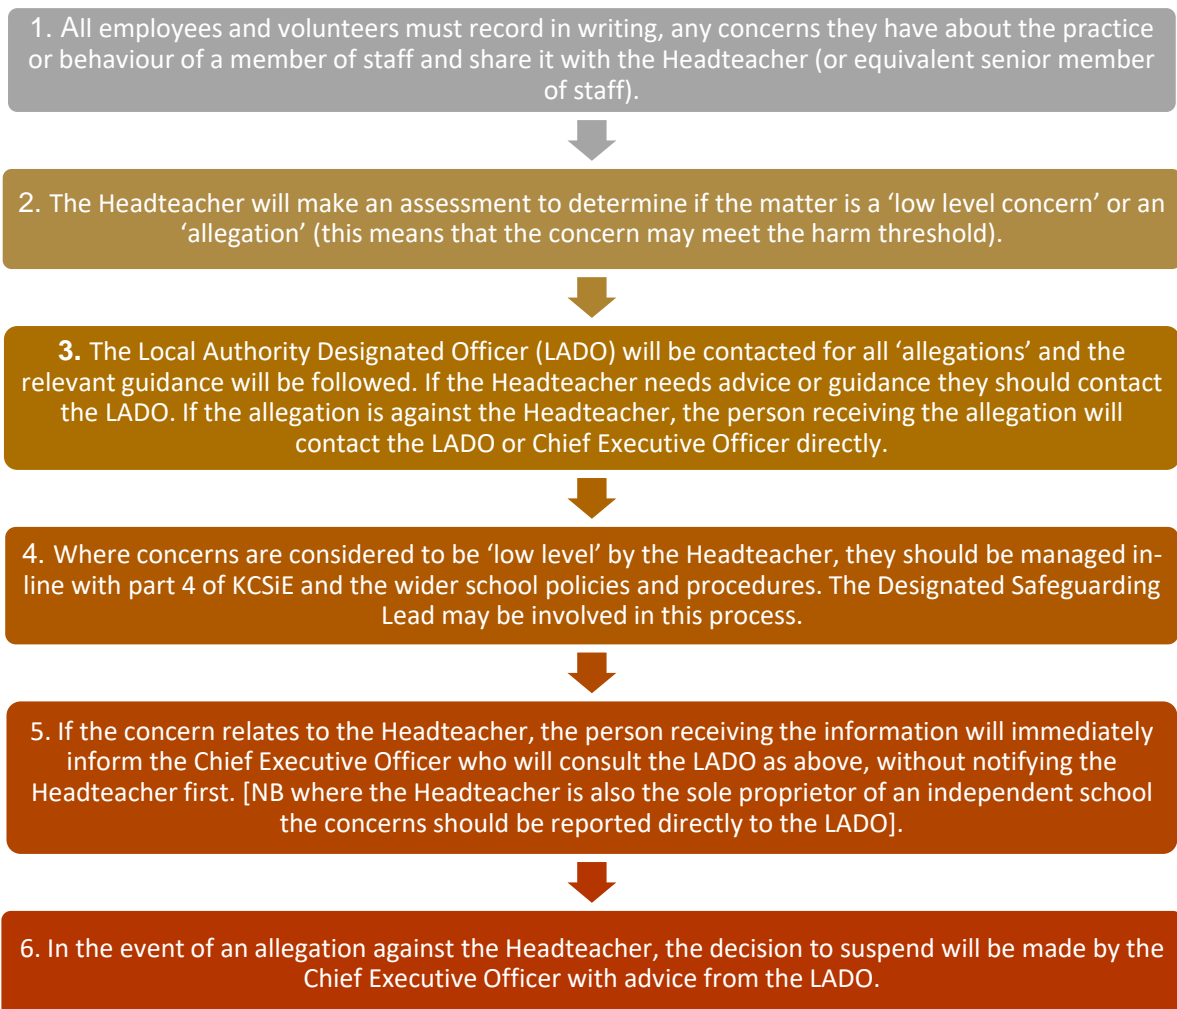 1. All employees and volunteers must record in writing, any concerns they have about the practice
or behaviour of a member of staff and share it with the Headteacher (or equivalent senior member
of staff).
2. The Headteacher will make an assessment to determine if the matter is a ‘low level concern’ or an
‘allegation’ (this means that the concern may meet the harm threshold).
3. The Local Authority Designated Officer (LADO) will be contacted for all ‘allegations’ and the
relevant guidance will be followed. If the Headteacher needs advice or guidance they should contact
the LADO. If the allegation is against the Headteacher, the person receiving the allegation will
contact the LADO or Chief Executive Officer directly.
4. Where concerns are considered to be ‘low level’ by the Headteacher, they should be managed in-
line with part 4 of KCSiE and the wider school policies and procedures. The Designated Safeguarding
Lead may be involved in this process.
5. If the concern relates to the Headteacher, the person receiving the information will immediately
inform the Chief Executive Officer who will consult the LADO as above, without notifying the
Headteacher first. [NB where the Headteacher is also the sole proprietor of an independent school
the concerns should be reported directly to the LADO].
6. In the event of an allegation against the Headteacher, the decision to suspend will be made by the
Chief Executive Officer with advice from the LADO.